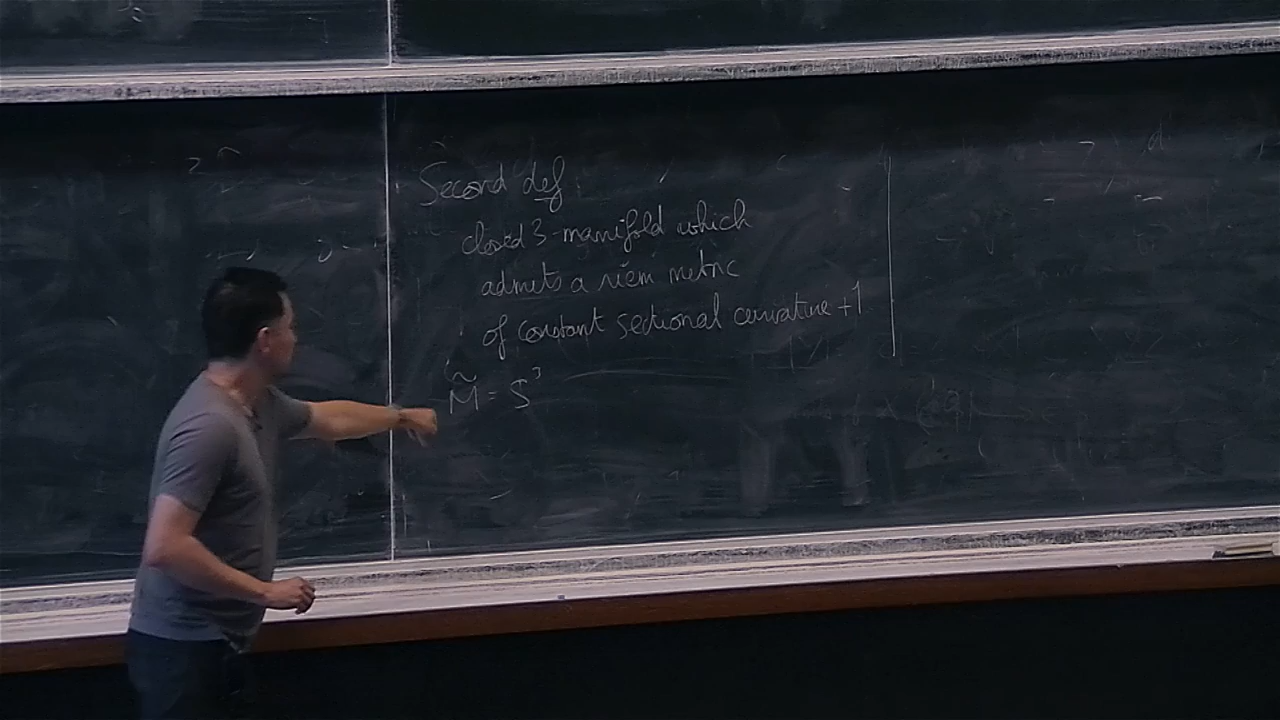 Second def
closed 3-manifold which
admits a riem metric
of constant sectional curvature +1
M̃ = S³